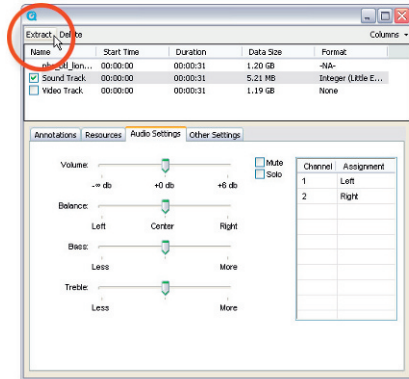 Extract Delete Columns
Name Start Time Duration Data Size Format
00:00:00 00:00:31 1.20 GB -NA-
Sound Track 00:00:00 00:00:31 5.21 MB Integer (Little E...
Video Track 00:00:00 00:00:31 1.19 GB None
Annotations Resources Audio Settings Other Settings
Volume: Mute
Solo
-∞ db +0 db +6 db
Balance:
Left Center Right
Bass:
Less More
Treble:
Less More
Channel Assignment
1 Left
2 Right